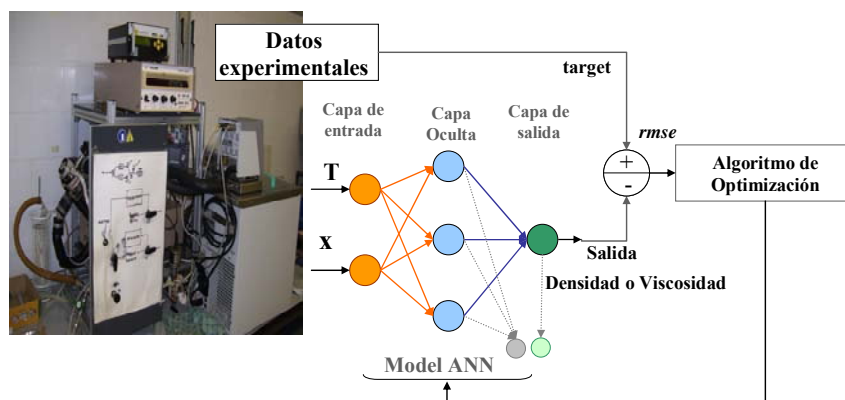 Datos
experimentales
target
Capa de
entrada
Capa
Oculta
Capa de
salida
rmse
T
x
+
-
Algoritmo de
Optimización
Salida
Densidad o Viscosidad
Model ANN